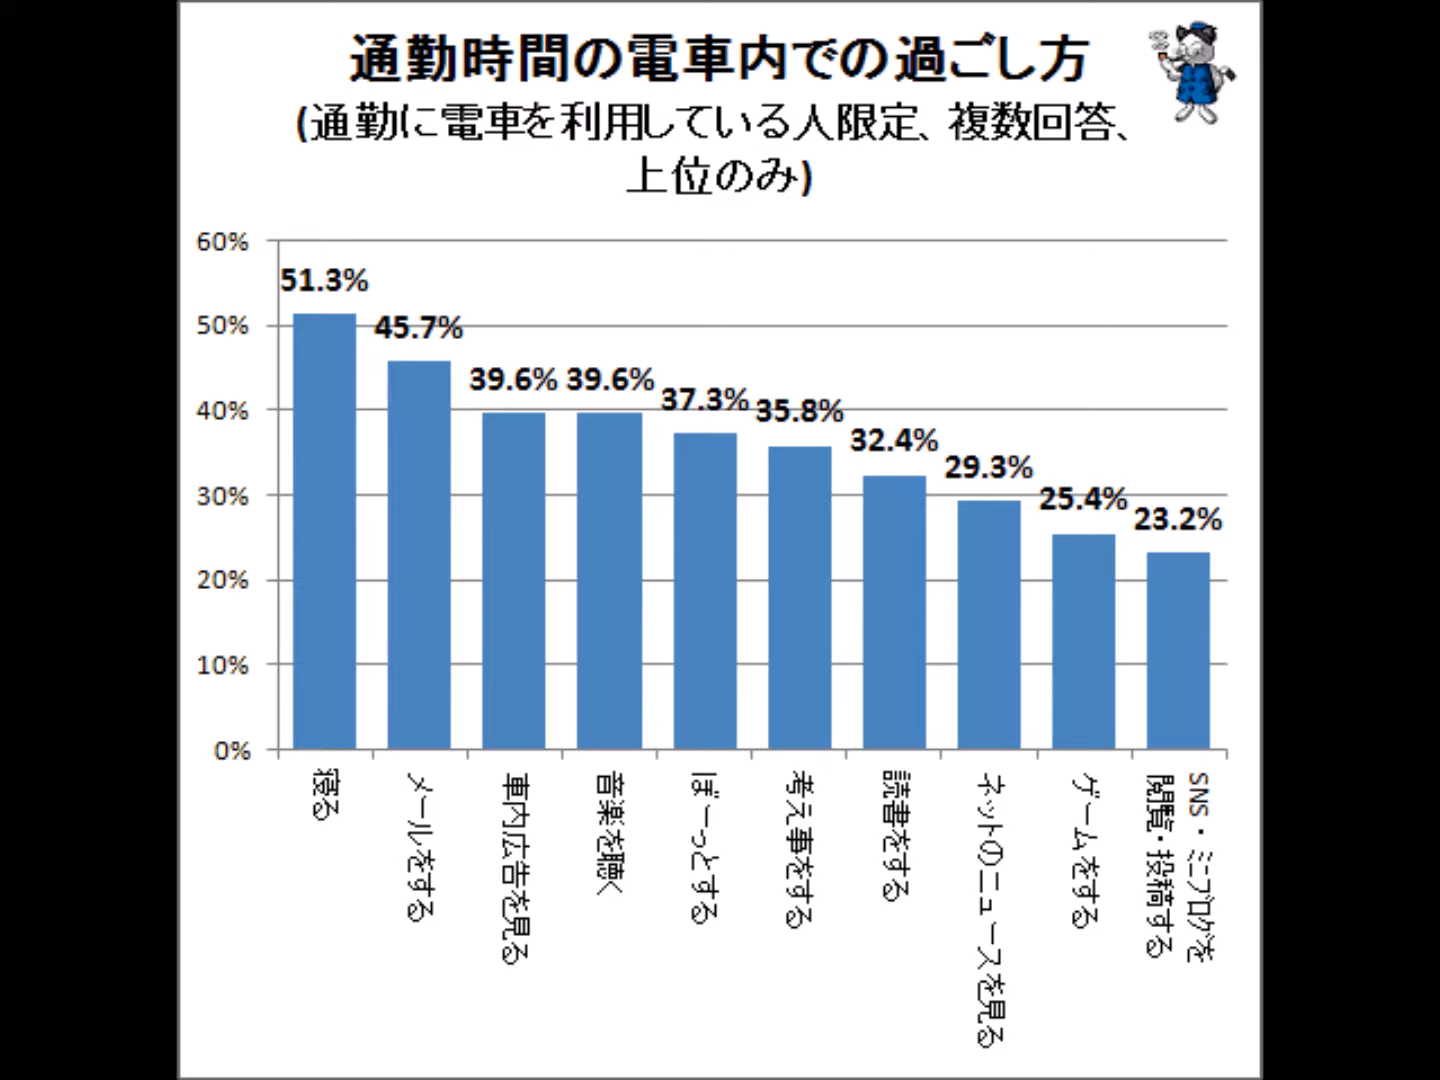 通勤時間の電車内での過ごし方
(通勤に電車を利用している人限定、複数回答、
上位のみ)
60%
50%
40%
30%
20%
10%
0%
51.3%
45.7%
39.6%
39.6%
37.3%
35.8%
32.4%
29.3%
25.4%
23.2%
寝る
メールをする
車内広告を見る
音楽を聴く
ぼーっとする
考え事をする
読書をする
ネットのニュースを見る
ゲームをする
SNS・ミニブログを
閲覧・投稿する